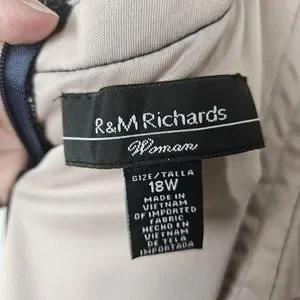 R&M Richards
Woman
SIZE/TALLA
18W
MADE IN
VIETNAM
OF IMPORTED
FABRIC
HECHO EN
VIETNAM
DE TELA
IMPORTADA